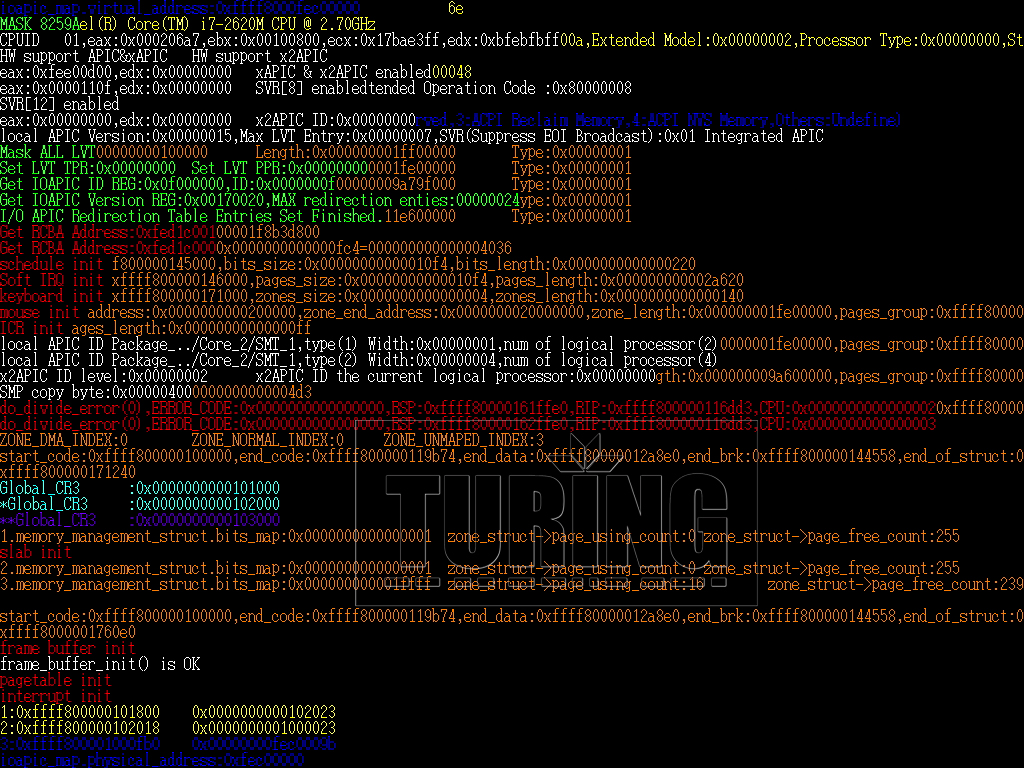 ioapic_map.virtual_address:0xffff8000fec00000 6e
MASK 8259Ael(R) Core(TM) i7-2620M CPU @ 2.70GHz
CPUID 01,eax:0x000206a7,ebx:0x00100800,ecx:0x17bae3ff,edx:0xbfebfbff00a,Extended Model:0x00000002,Processor Type:0x00000000,St
HW support APIC&xAPIC HW support x2APIC
eax:0xfee00d00,edx:0x00000000 xAPIC & x2APIC enabled00048
eax:0x0000110f,edx:0x00000000 SVR[8] enabledtended Operation Code :0x80000008
SVR[12] enabled
eax:0x00000000,edx:0x00000000 x2APIC ID:0x00000000rved,3:ACPI Reclaim Memory,4:ACPI NVS Memory,Others:Undefine)
local APIC Version:0x00000015,Max LVT Entry:0x00000007,SVR(Suppress EOI Broadcast):0x01 Integrated APIC
Mask ALL LVT00000000100000 Length:0x000000001ff00000 Type:0x00000001
Set LVT TPR:0x00000000 Set LVT PPR:0x000000000001fe00000 Type:0x00000001
Get IOAPIC ID REG:0x0f000000,ID:0x0000000f00000009a79f000 Type:0x00000001
Get IOAPIC Version REG:0x00170020,MAX redirection enties:00000024ype:0x00000001
I/O APIC Redirection Table Entries Set Finished.11e600000 Type:0x00000001
Get RCBA Address:0xfed1c00100001f8b3d800
Get RCBA Address:0xfed1c0000x0000000000000fc4=000000000000004036
schedule init f800000145000,bits_size:0x00000000000010f4,bits_length:0x0000000000000220
Soft IRQ init xffff800000146000,pages_size:0x00000000000010f4,pages_length:0x000000000002a620
keyboard init xffff800000171000,zones_size:0x0000000000000004,zones_length:0x0000000000000140
mouse init address:0x0000000000200000,zone_end_address:0x0000000020000000,zone_length:0x000000001fe00000,pages_group:0xffff80000
ICR init ages_length:0x00000000000000ff
local APIC ID Package_../Core_2/SMT_1,type(1) Width:0x00000001,num of logical processor(2)0000001fe00000,pages_group:0xffff80000
local APIC ID Package_../Core_2/SMT_1,type(2) Width:0x00000004,num of logical processor(4)
x2APIC ID level:0x00000002 x2APIC ID the current logical processor:0x00000000gth:0x000000009a600000,pages_group:0xffff80000
SMP copy byte:0x00000400000000000004d3
do_divide_error(0),ERROR_CODE:0x0000000000000000,RSP:0xffff80000161ffe0,RIP:0xffff800000116dd3,CPU:0x00000000000000020xffff80000
do_divide_error(0),ERROR_CODE:0x0000000000000000,RSP:0xffff80000162ffe0,RIP:0xffff800000116dd3,CPU:0x0000000000000003
ZONE_DMA_INDEX:0 ZONE_NORMAL_INDEX:0 ZONE_UNMAPED_INDEX:3
start_code:0xffff800000100000,end_code:0xffff800000119b74,end_data:0xffff80000012a8e0,end_brk:0xffff800000144558,end_of_struct:0
xffff800000171240
Global_CR3 :0x0000000000101000
*Global_CR3 :0x0000000000102000
**Global_CR3 :0x0000000000103000
1.memory_management_struct.bits_map:0x0000000000000001 zone_struct->page_using_count:0 zone_struct->page_free_count:255
slab init
2.memory_management_struct.bits_map:0x0000000000000001 zone_struct->page_using_count:0 zone_struct->page_free_count:255
3.memory_management_struct.bits_map:0x000000000001ffff zone_struct->page_using_count:16 zone_struct->page_free_count:239
TURING
start_code:0xffff800000100000,end_code:0xffff800000119b74,end_data:0xffff80000012a8e0,end_brk:0xffff800000144558,end_of_struct:0
xffff8000001760e0
frame buffer init
frame_buffer_init() is OK
pagetable init
interrupt init
1:0xffff800000101800 0x0000000000102023
2:0xffff800000102018 0x0000000001000023
3:0xffff800001000fb0 0x00000000fec0009b
ioapic_map.physical_address:0xfec00000